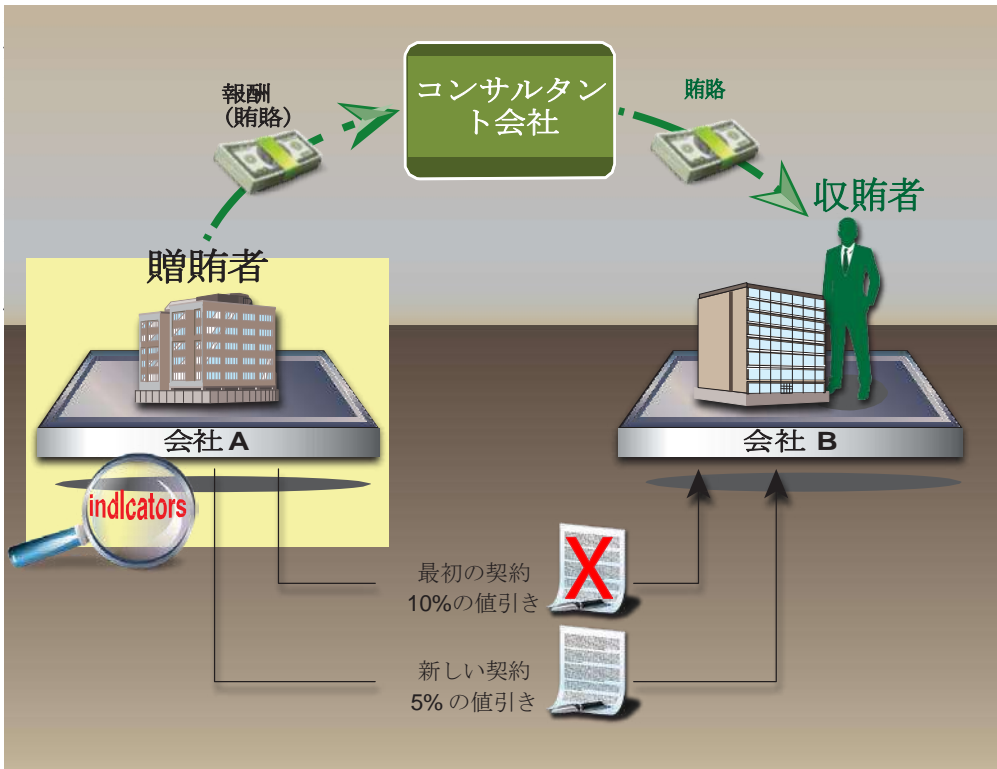 報酬
（賄賂）
コンサルタン
ト会社
賄賂
収賄者
贈賄者
会社 A
会社 B
indIcators
最初の契約
10%の値引き
X
新しい契約
5% の値引き